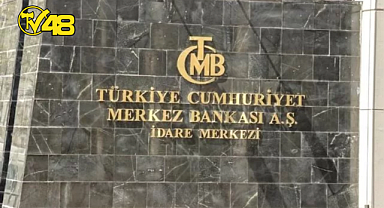 TV48
TCMB
TÜRKİYE CUMHURİYET
MERKEZ BANKASI A.Ş.
İDARE MERKEZİ